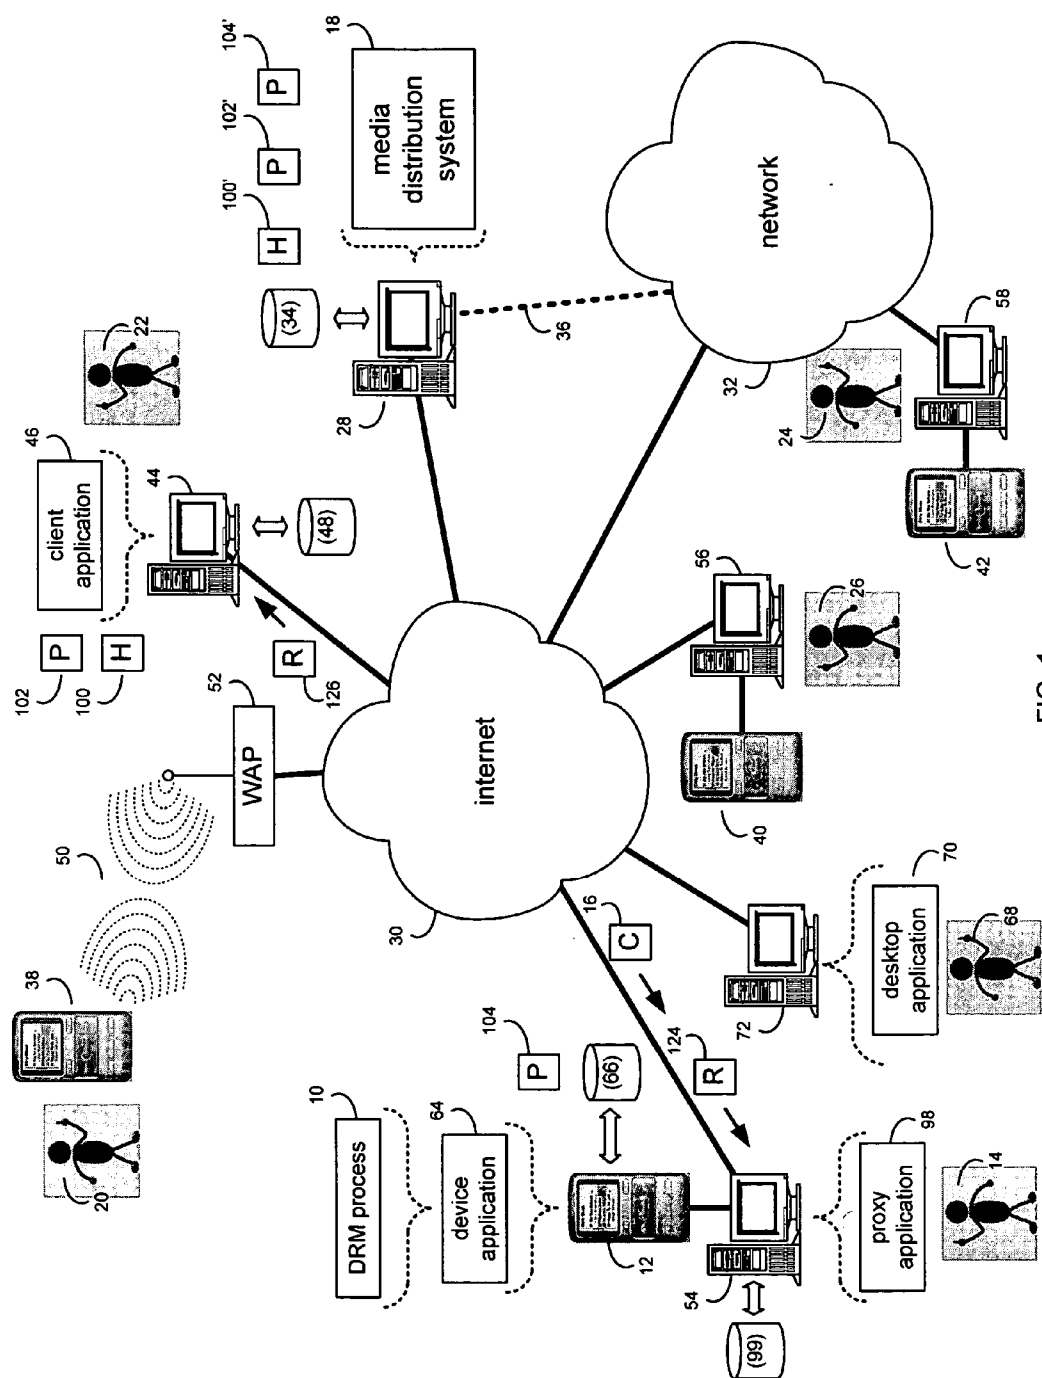 20
38
50
102
P
100
H
52
WAP
126
R
46
client
application
44
(48)
22
104'
P
102'
P
100'
H
18
media
distribution
system
(34)
28
36
10
DRM process
64
device
application
104
P
(66)
12
30
internet
network
32
16
C
124
R
54
(99)
72
40
56
26
24
42
58
98
proxy
application
14
70
desktop
application
68
FIG. 1